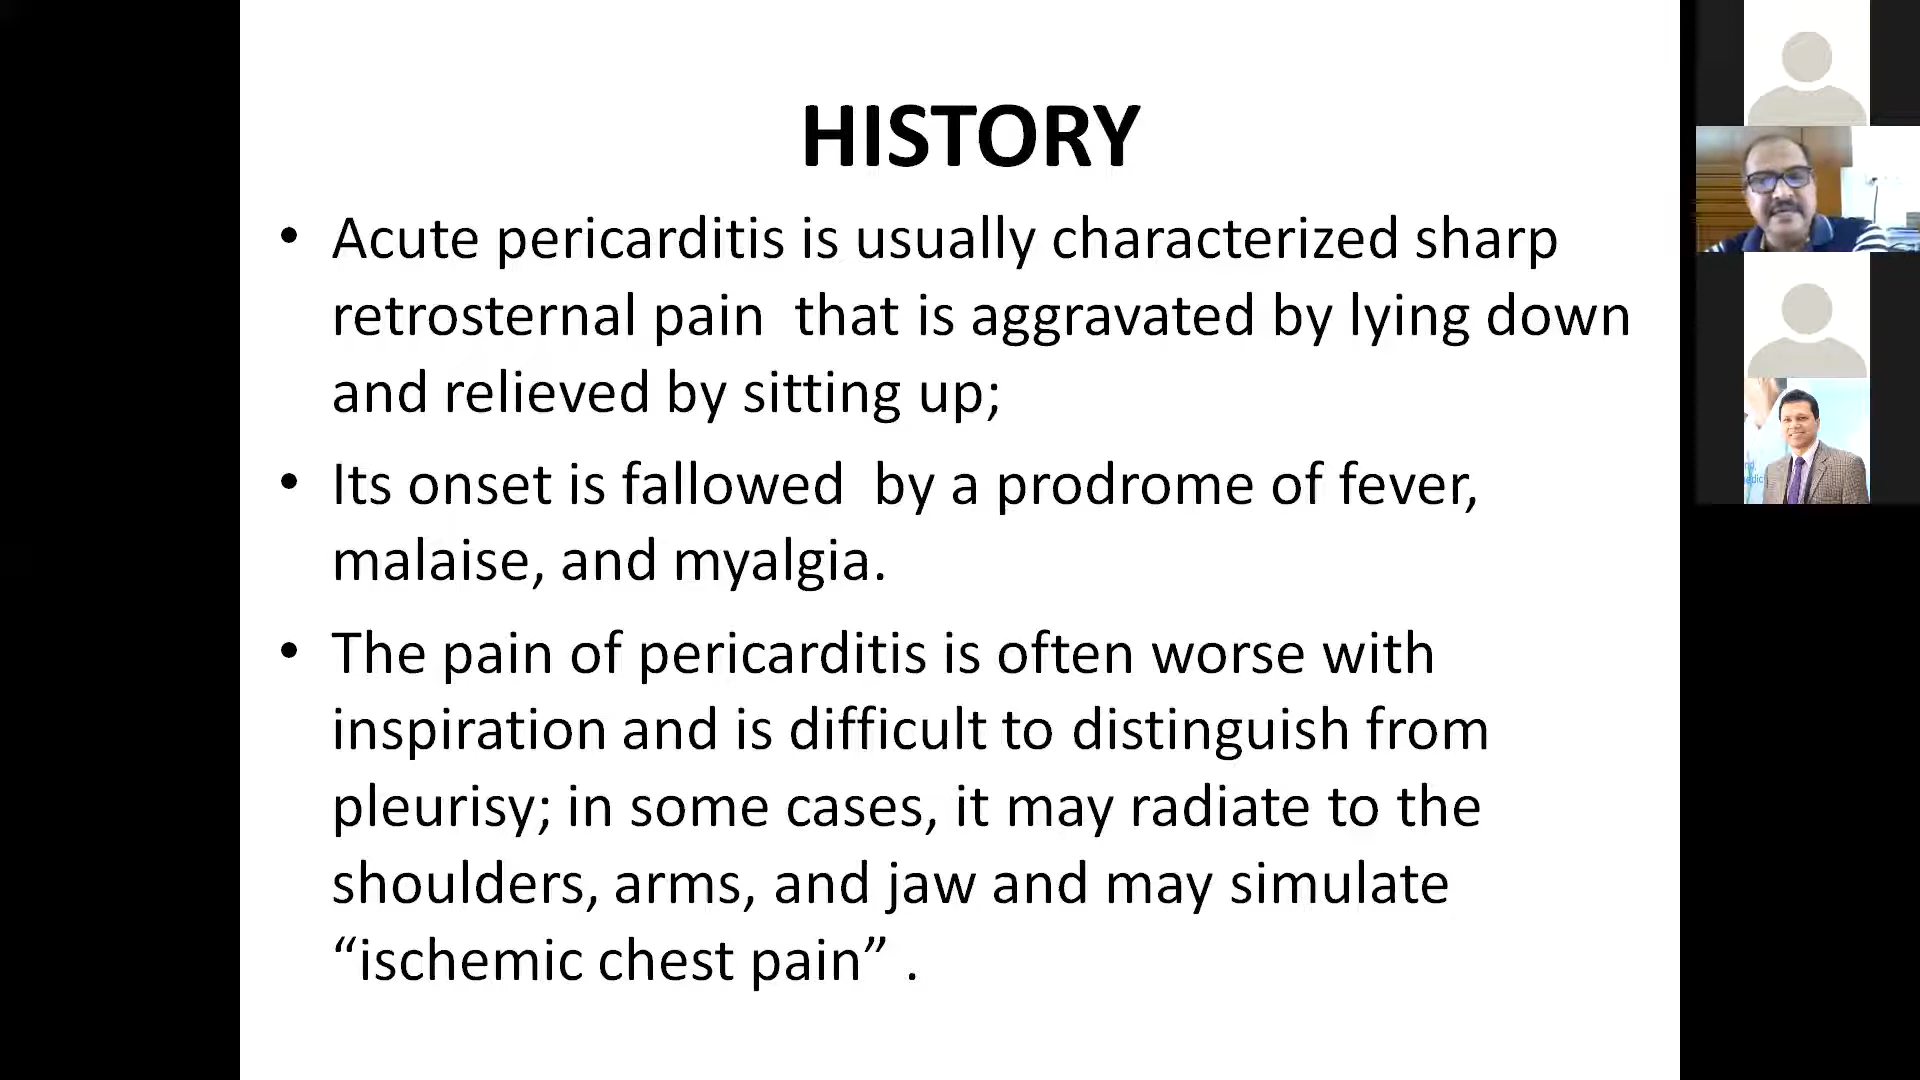 HISTORY
• Acute pericarditis is usually characterized sharp
retrosternal pain that is aggravated by lying down
and relieved by sitting up;
• Its onset is fallowed by a prodrome of fever,
malaise, and myalgia.
• The pain of pericarditis is often worse with
inspiration and is difficult to distinguish from
pleurisy; in some cases, it may radiate to the
shoulders, arms, and jaw and may simulate
“ischemic chest pain” .